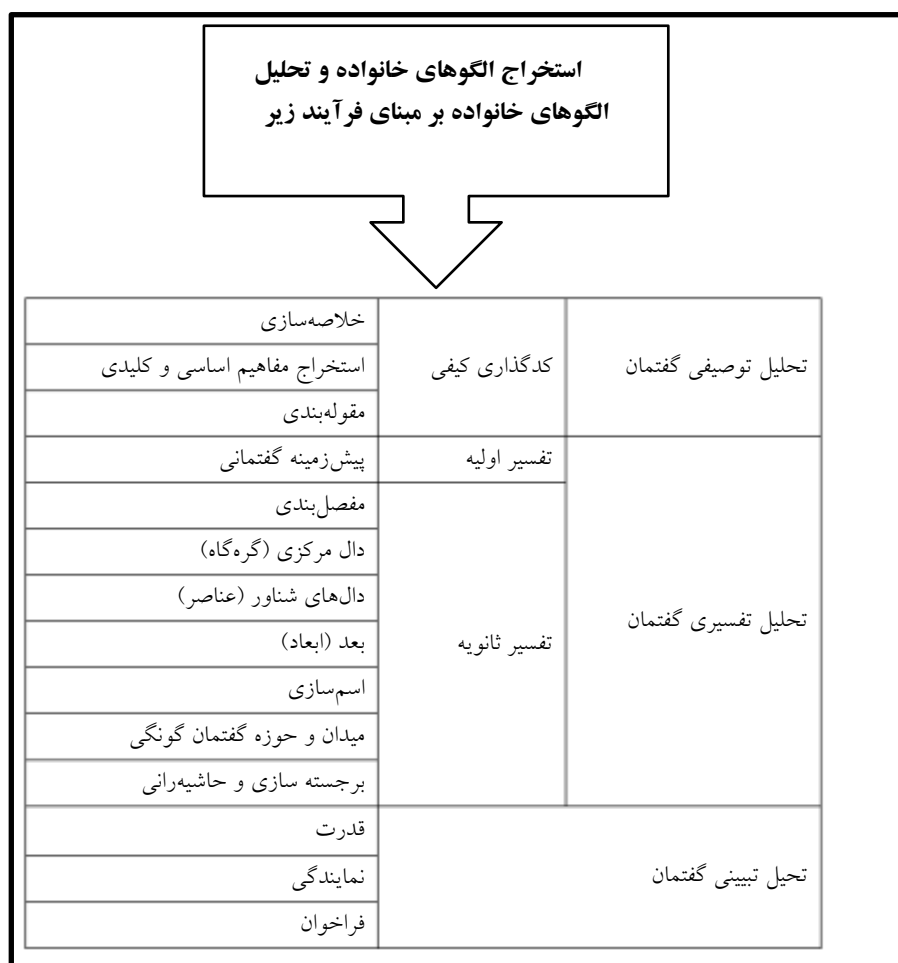 استخراج الگوهای خانواده و تحلیل
الگوهای خانواده بر مبنای فرآیند زیر
تحلیل توصیفی گفتمان
کدگذاری کیفی
خلاصه‌سازی
استخراج مفاهیم اساسی و کلیدی
مقوله‌بندی
تحلیل تفسیری گفتمان
تفسیر اولیه
پیش‌زمینه گفتمانی
تفسیر ثانویه
مفصل‌بندی
دال مرکزی (گره‌گاه)
دال‌های شناور (عناصر)
بعد (ابعاد)
اسم‌سازی
میدان و حوزه گفتمان گونگی
برجسته سازی و حاشیه‌رانی
تحیل تبیینی گفتمان
قدرت
نمایندگی
فراخوان